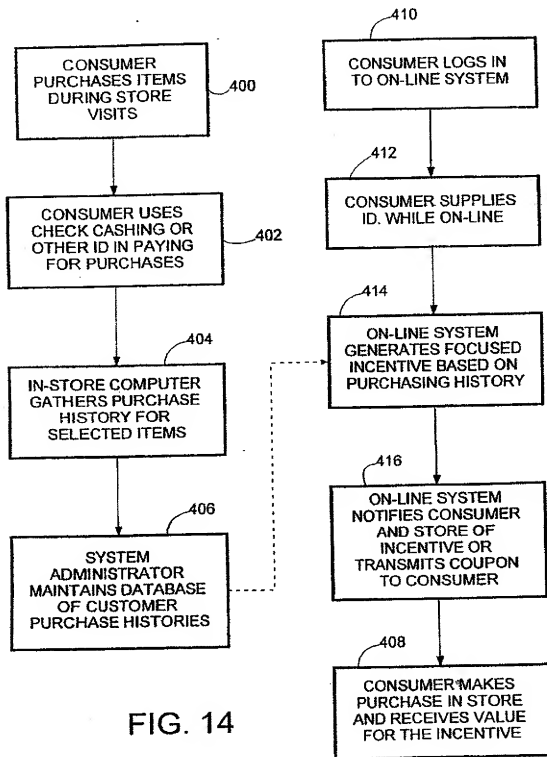 CONSUMER
PURCHASES ITEMS
DURING STORE
VISITS
400
CONSUMER USES
CHECK CASHING OR
OTHER ID IN PAYING
FOR PURCHASES
402
404
IN-STORE COMPUTER
GATHERS PURCHASE
HISTORY FOR
SELECTED ITEMS
406
SYSTEM
ADMINISTRATOR
MAINTAINS DATABASE
OF CUSTOMER
PURCHASE HISTORIES
410
CONSUMER LOGS IN
TO ON-LINE SYSTEM
412
CONSUMER SUPPLIES
ID. WHILE ON-LINE
414
ON-LINE SYSTEM
GENERATES FOCUSED
INCENTIVE BASED ON
PURCHASING HISTORY
416
ON-LINE SYSTEM
NOTIFIES CONSUMER
AND STORE OF
INCENTIVE OR
TRANSMITS COUPON
TO CONSUMER
408
CONSUMER MAKES
PURCHASE IN STORE
AND RECEIVES VALUE
FOR THE INCENTIVE
FIG. 14